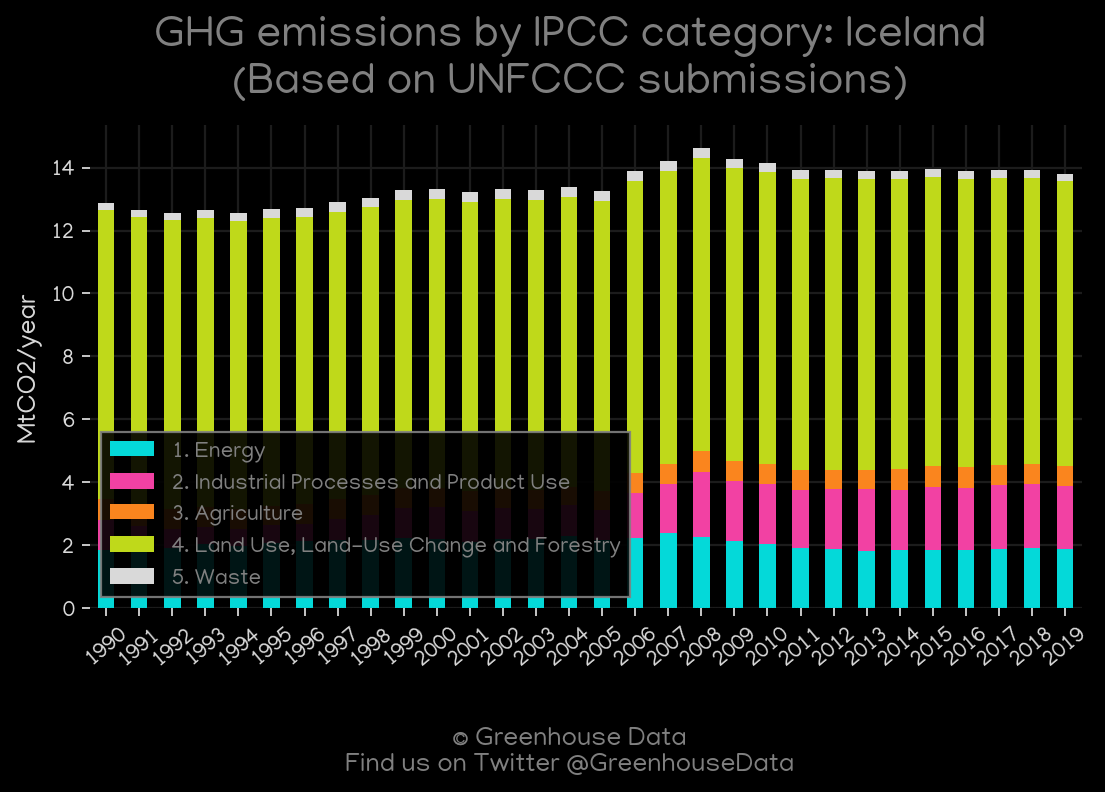 GHG emissions by IPCC category: Iceland
(Based on UNFCCC submissions)
MtCO2/year
14
12
10
8
6
4
2
0
1. Energy
2. Industrial Processes and Product Use
3. Agriculture
4. Land Use, Land-Use Change and Forestry
5. Waste
1990 1991 1992 1993 1994 1995 1996 1997 1998 1999 2000 2001 2002 2003 2004 2005 2006 2007 2008 2009 2010 2011 2012 2013 2014 2015 2016 2017 2018 2019
© Greenhouse Data
Find us on Twitter @GreenhouseData